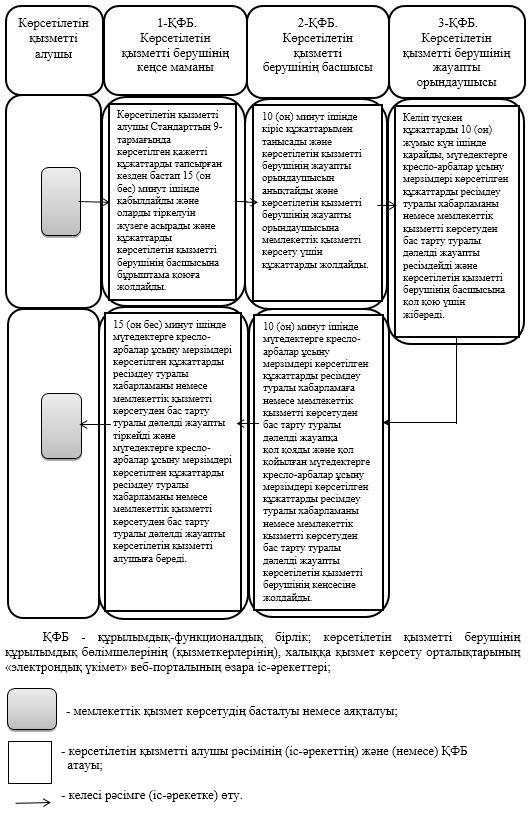 Көрсетілетін
қызметті
алушы
1-ҚФБ.
Көрсетілетін
қызметті берушінің
кеңсе маманы
2-ҚФБ.
Көрсетілетін
қызметті
берушінің басшысы
3-ҚФБ.
Көрсетілетін
қызметті берушінің
жауапты
орындаушысы
Көрсетілетін қызметті
алушы Стандарттың 9-
тармағында
көрсетілген қажетті
құжаттарды тапсырған
кезден бастап 15 (он
бес) минут ішінде
қабылдайды және
оларды тіркелуін
жүзеге асырады және
құжаттарды
көрсетілетін қызметті
берушінің басшысына
бұрыштама қоюға
жолдайды.
10 (он) минут ішінде
кіріс құжаттарымен
танысады және
көрсетілетін қызметті
берушінің жауапты
орындаушысын
анықтайды және
көрсетілетін қызметті
берушінің жауапты
орындаушысына
мемлекеттік қызметті
көрсету үшін
құжаттарды жолдайды.
Келіп түскен
құжаттарды 10 (он)
жұмыс күн ішінде
қарайды, мүгедектерге
кресло-арбалар ұсыну
мерзімдері көрсетілген
құжаттарды ресімдеу
туралы хабарламаны
немесе мемлекеттік
қызметті көрсетуден
бас тарту туралы
дәлелді жауапты
ресімдейді және
көрсетілетін қызметті
берушінің басшысына
қол қою үшін
жібереді.
15 (он бес) минут ішінде
мүгедектерге кресло-
арбалар ұсыну мерзімдері
көрсетілген құжаттарды
ресімдеу туралы
хабарламаны немесе
мемлекеттік қызметті
көрсетуден бас тарту
туралы дәлелді жауапты
тіркейді және
мүгедектерге кресло-
арбалар ұсыну мерзімдері
көрсетілген құжаттарды
ресімдеу туралы
хабарламаны немесе
мемлекеттік қызметті
көрсетуден бас тарту
туралы дәлелді жауапты
көрсетілетін қызметті
алушыға береді.
10 (он) минут ішінде
мүгедектерге кресло-
арбалар ұсыну
мерзімдері көрсетілген
құжаттарды ресімдеу
туралы хабарламаға
немесе мемлекеттік
қызметті көрсетуден
бас тарту туралы
дәлелді жауапқа
қол қояды және қол
қойылған мүгедектерге
кресло-арбалар ұсыну
мерзімдері көрсетілген
құжаттарды ресімдеу
туралы хабарламаны
немесе мемлекеттік
қызметті көрсетуден
бас тарту туралы
дәлелді жауапты
көрсетілетін қызметті
берушінің кеңсесіне
жолдайды.
ҚФБ - құрылымдық-функционалдық бірлік; көрсетілетін қызметті берушінің
құрылымдық бөлімшелерінің (қызметкерлерінің), халыққа қызмет көрсету орталықтарының
«электрондық үкімет» веб-порталының өзара іс-әрекеттері;
- мемлекеттік қызмет көрсетудің басталуы немесе аяқталуы;
- көрсетілетін қызметті алушы рәсімінің (іс-әрекеттің) және (немесе) ҚФБ
атауы;
- келесі рәсімге (іс-әрекетке) өту.